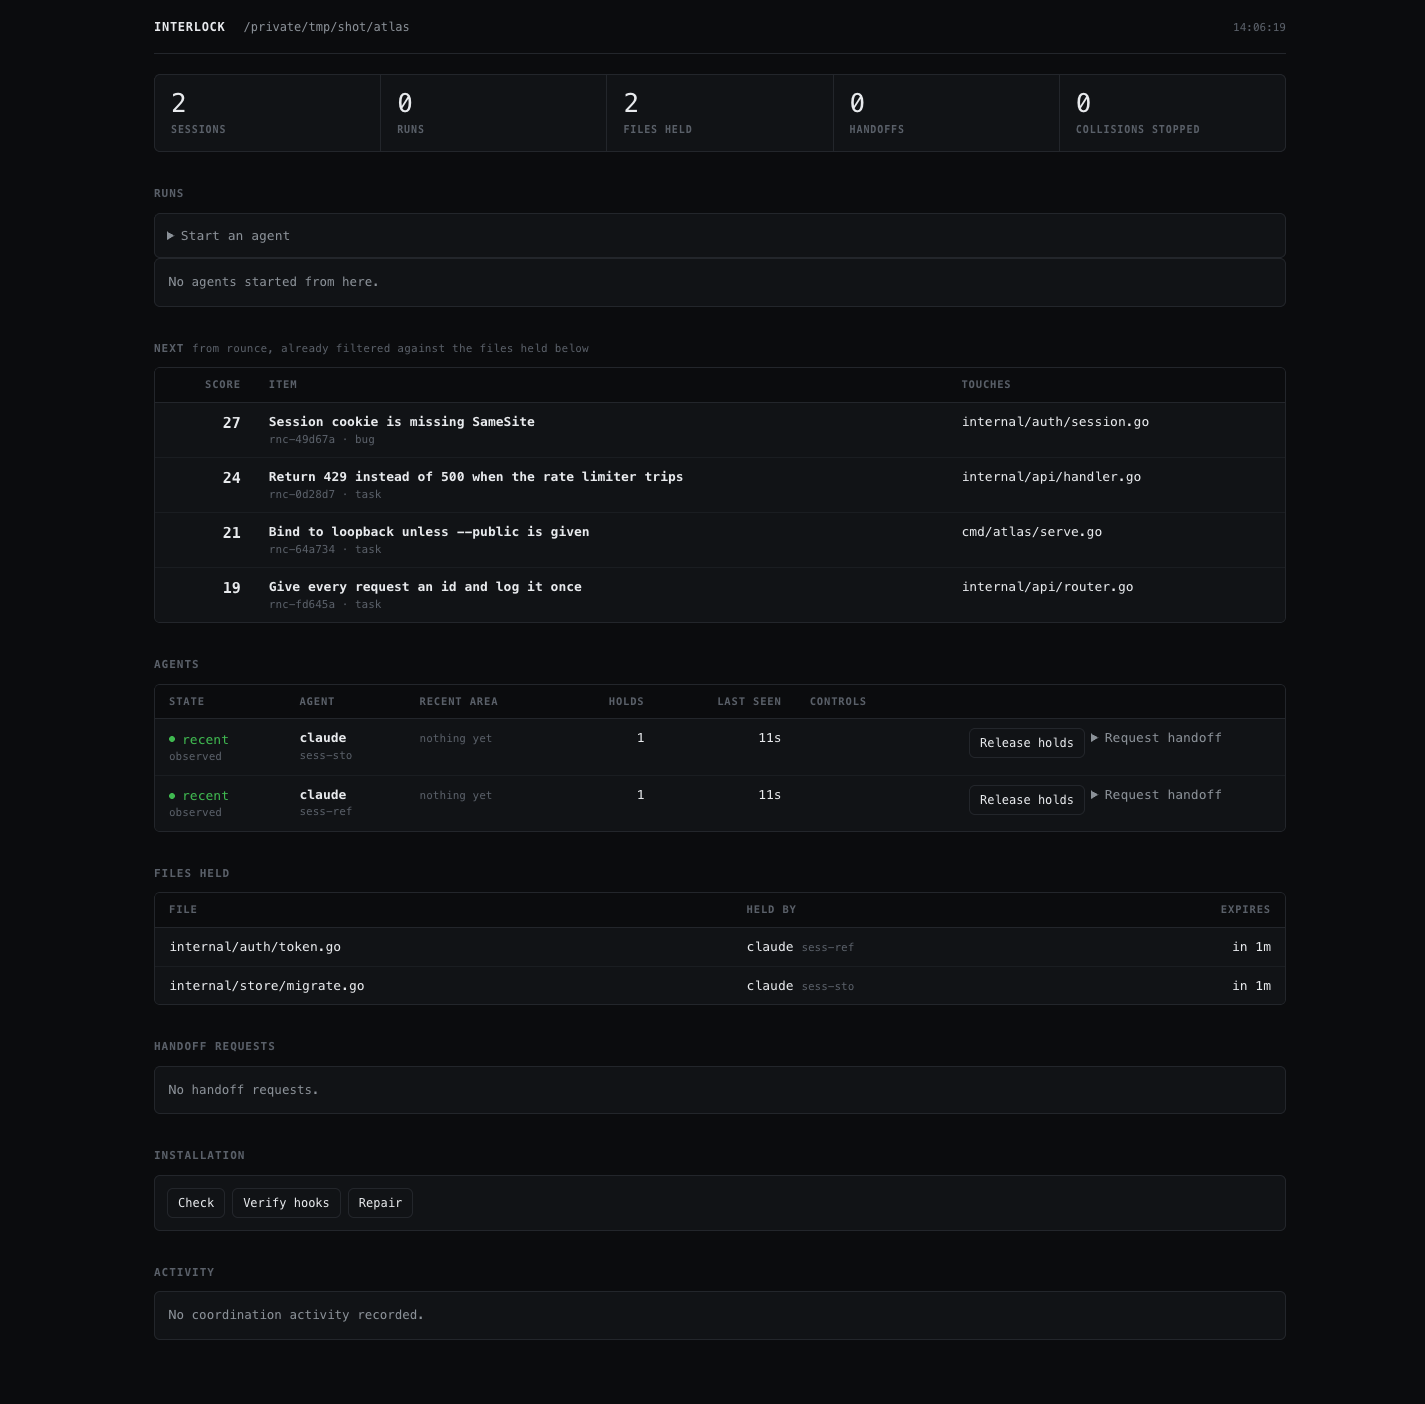 INTERLOCK /private/tmp/shot/atlas 14:06:19
2 0 2 0 0
SESSIONS RUNS FILES HELD HANDOFFS COLLISIONS STOPPED
RUNS
▶ Start an agent
No agents started from here.
NEXT from rounce, already filtered against the files held below
SCORE ITEM TOUCHES
27 Session cookie is missing SameSite internal/auth/session.go
rnc-49d67a · bug
24 Return 429 instead of 500 when the rate limiter trips internal/api/handler.go
rnc-0d28d7 · task
21 Bind to loopback unless --public is given cmd/atlas/serve.go
rnc-64a734 · task
19 Give every request an id and log it once internal/api/router.go
rnc-fd645a · task
AGENTS
STATE AGENT RECENT AREA HOLDS LAST SEEN CONTROLS
● recent claude nothing yet 1 11s Release holds ▶ Request handoff
observed sess-sto
● recent claude nothing yet 1 11s Release holds ▶ Request handoff
observed sess-ref
FILES HELD
FILE HELD BY EXPIRES
internal/auth/token.go claude sess-ref in 1m
internal/store/migrate.go claude sess-sto in 1m
HANDOFF REQUESTS
No handoff requests.
INSTALLATION
Check Verify hooks Repair
ACTIVITY
No coordination activity recorded.